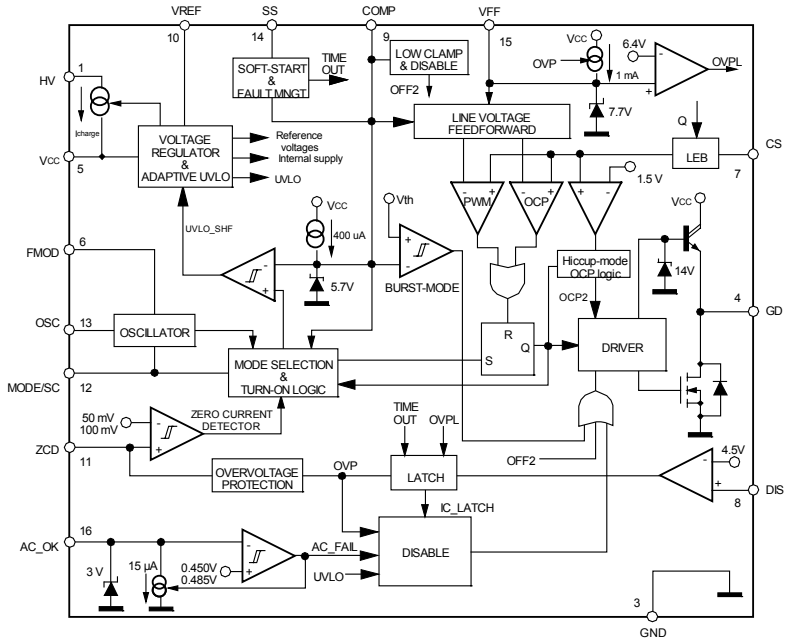 VREF
SS
COMP
VFF
10
14
9
15
1
HV
Icharge
VCC
5
SOFT-START
&
FAULT MNGT
TIME
OUT
LOW CLAMP
& DISABLE
OFF2
VCC
OVP
1 mA
7.7V
6.4V
-
+
OVPL
VOLTAGE
REGULATOR
&
ADAPTIVE UVLO
Reference
voltages
Internal supply
UVLO
LINE VOLTAGE
FEEDFORWARD
Q
LEB
CS
7
1.5 V
-
+
PWM
+
-
OCP
+
-
UVLO_SHF
VCC
400 uA
5.7V
-
+
Vth
+
-
BURST-MODE
Hiccup-mode
OCP logic
OCP2
VCC
14V
4
GD
6
FMOD
OSC
13
OSCILLATOR
MODE/SC
12
MODE SELECTION
&
TURN-ON LOGIC
R
S
Q
DRIVER
50 mV
100 mV
-
+
ZERO CURRENT
DETECTOR
ZCD
11
TIME
OUT
OVPL
OFF2
4.5V
-
+
8
DIS
OVERVOLTAGE
PROTECTION
OVP
LATCH
IC_LATCH
16
AC_OK
3 V
15 µA
0.450V
0.485V
-
+
AC_FAIL
UVLO
DISABLE
3
GND